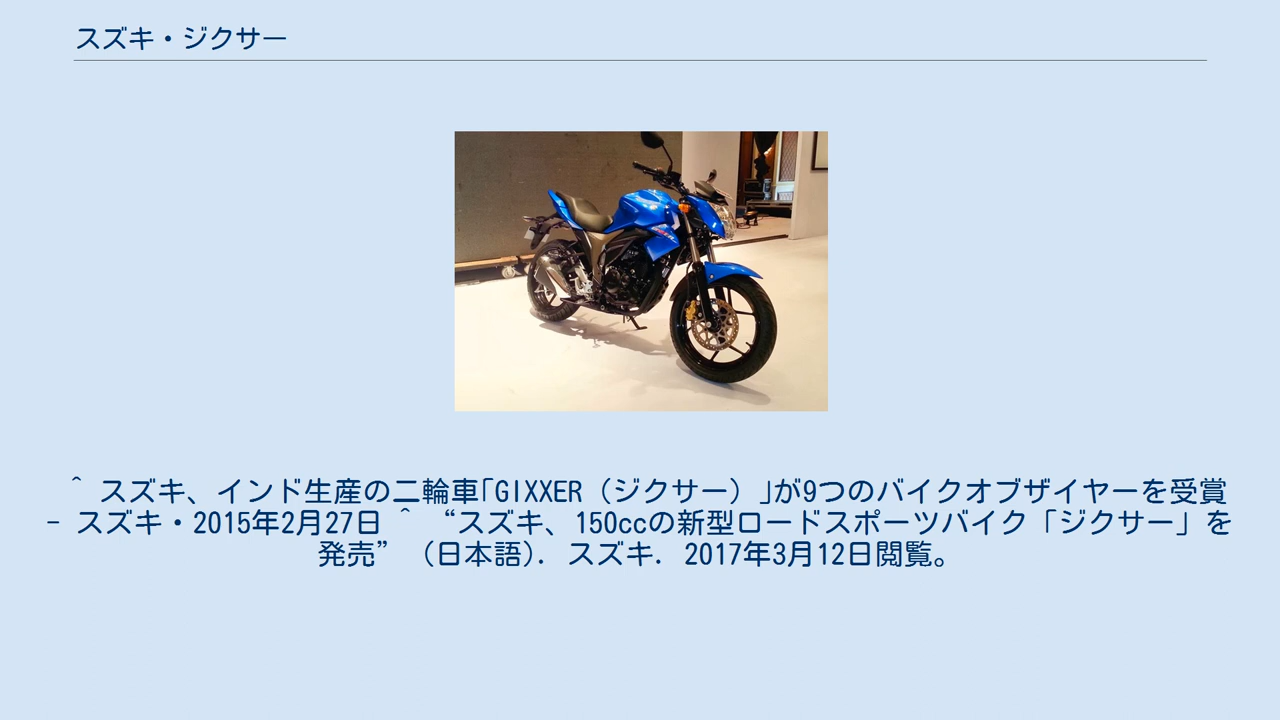 スズキ・ジクサー
^ スズキ、インド生産の二輪車｢GIXXER（ジクサー）｣が9つのバイクオブザイヤーを受賞
- スズキ・2015年2月27日 ^ “スズキ、150ccの新型ロードスポーツバイク「ジクサー」を
発売” （日本語). スズキ. 2017年3月12日閲覧。